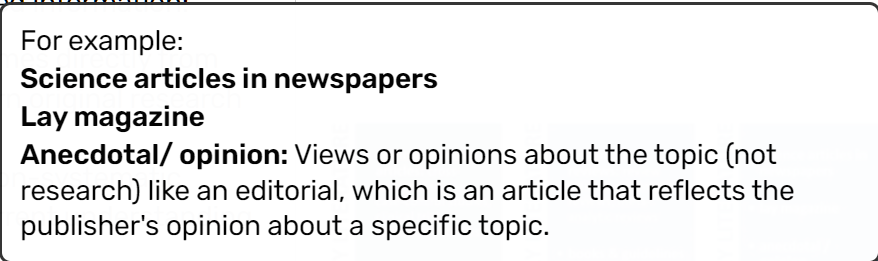 For example:
Science articles in newspapers
Lay magazine
Anecdotal/ opinion: Views or opinions about the topic (not
research) like an editorial, which is an article that reflects the
publisher's opinion about a specific topic.